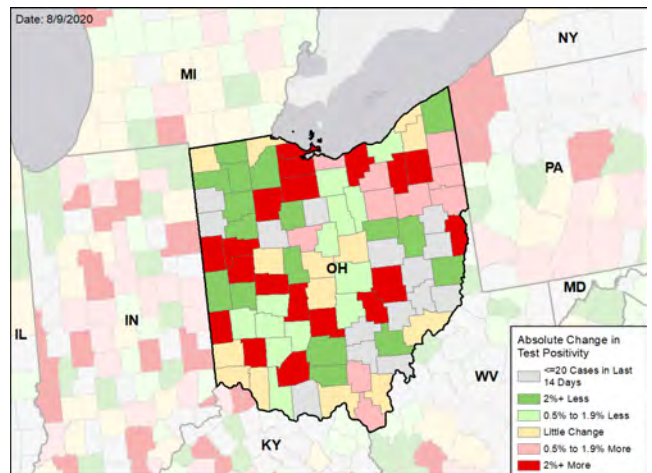 Date: 8/9/2020
NY
MI
PA
OH
IL
IN
MD
WV
KY
Absolute Change in
Test Positivity
<=20 Cases in Last
14 Days
2%+ Less
0.5% to 1.9% Less
Little Change
0.5% to 1.9% More
2%+ More